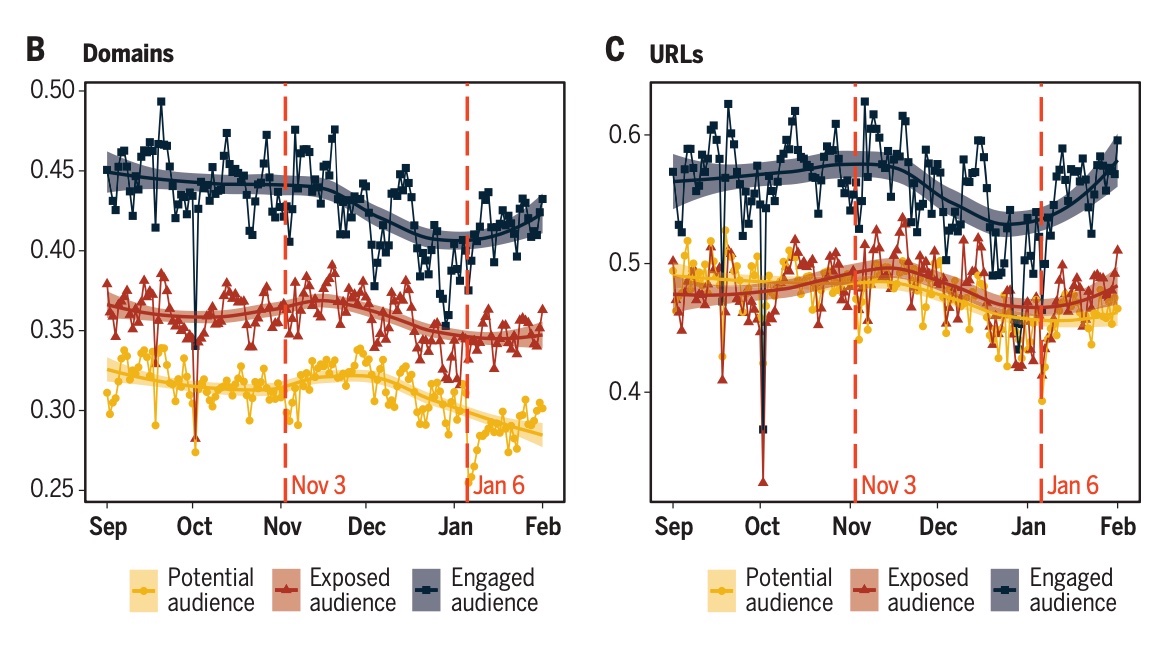 B Domains
0.50
0.45
0.40
0.35
0.30
0.25
Nov 3
Jan 6
Sep Oct Nov Dec Jan Feb
Potential audience
Exposed audience
Engaged audience
C URLs
0.6
0.5
0.4
Nov 3
Jan 6
Sep Oct Nov Dec Jan Feb
Potential audience
Exposed audience
Engaged audience